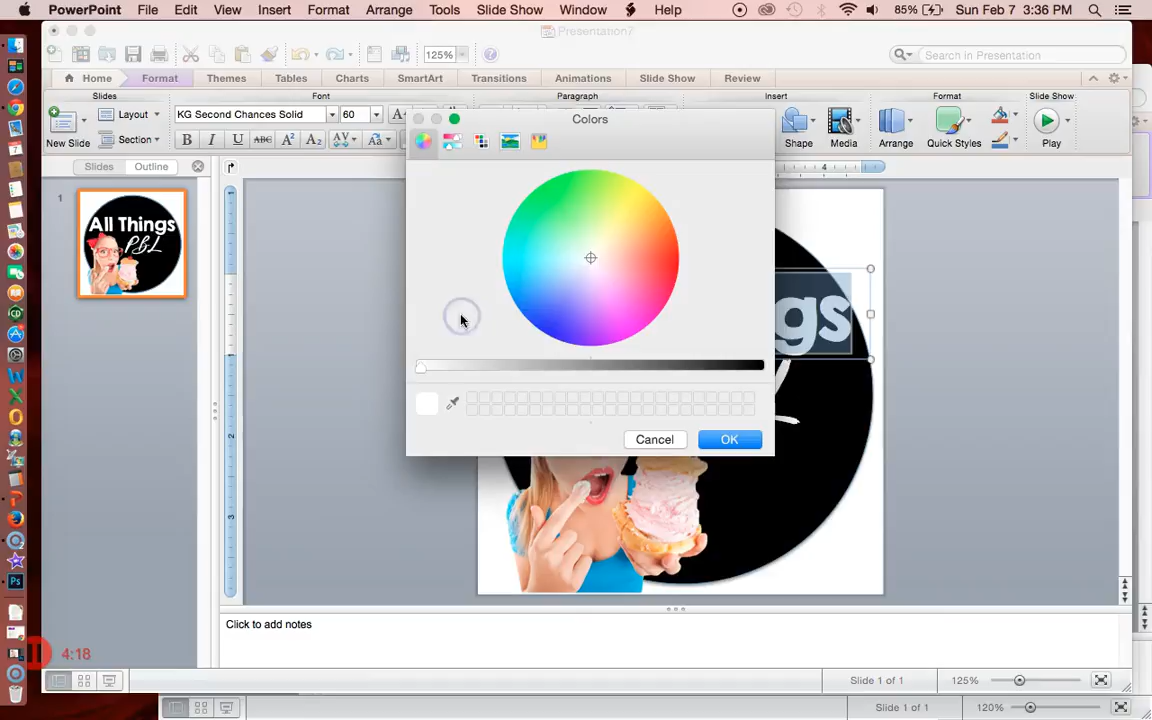 PowerPoint File Edit View Insert Format Arrange Tools Slide Show Window Help 85% Sun Feb 7 3:36 PM
Presentation7
125% Search in Presentation
Home Format Themes Tables Charts SmartArt Transitions Animations Slide Show Review
Slides Font Paragraph Insert Format Slide Show
New Slide Layout Section KG Second Chances Solid 60 Shape Media Arrange Quick Styles Play
Colors
Slides Outline
1
All Things
PBL
4
1
2
3
gs
Cancel OK
Click to add notes
4:18
Slide 1 of 1 125%
Slide 1 of 1 120%